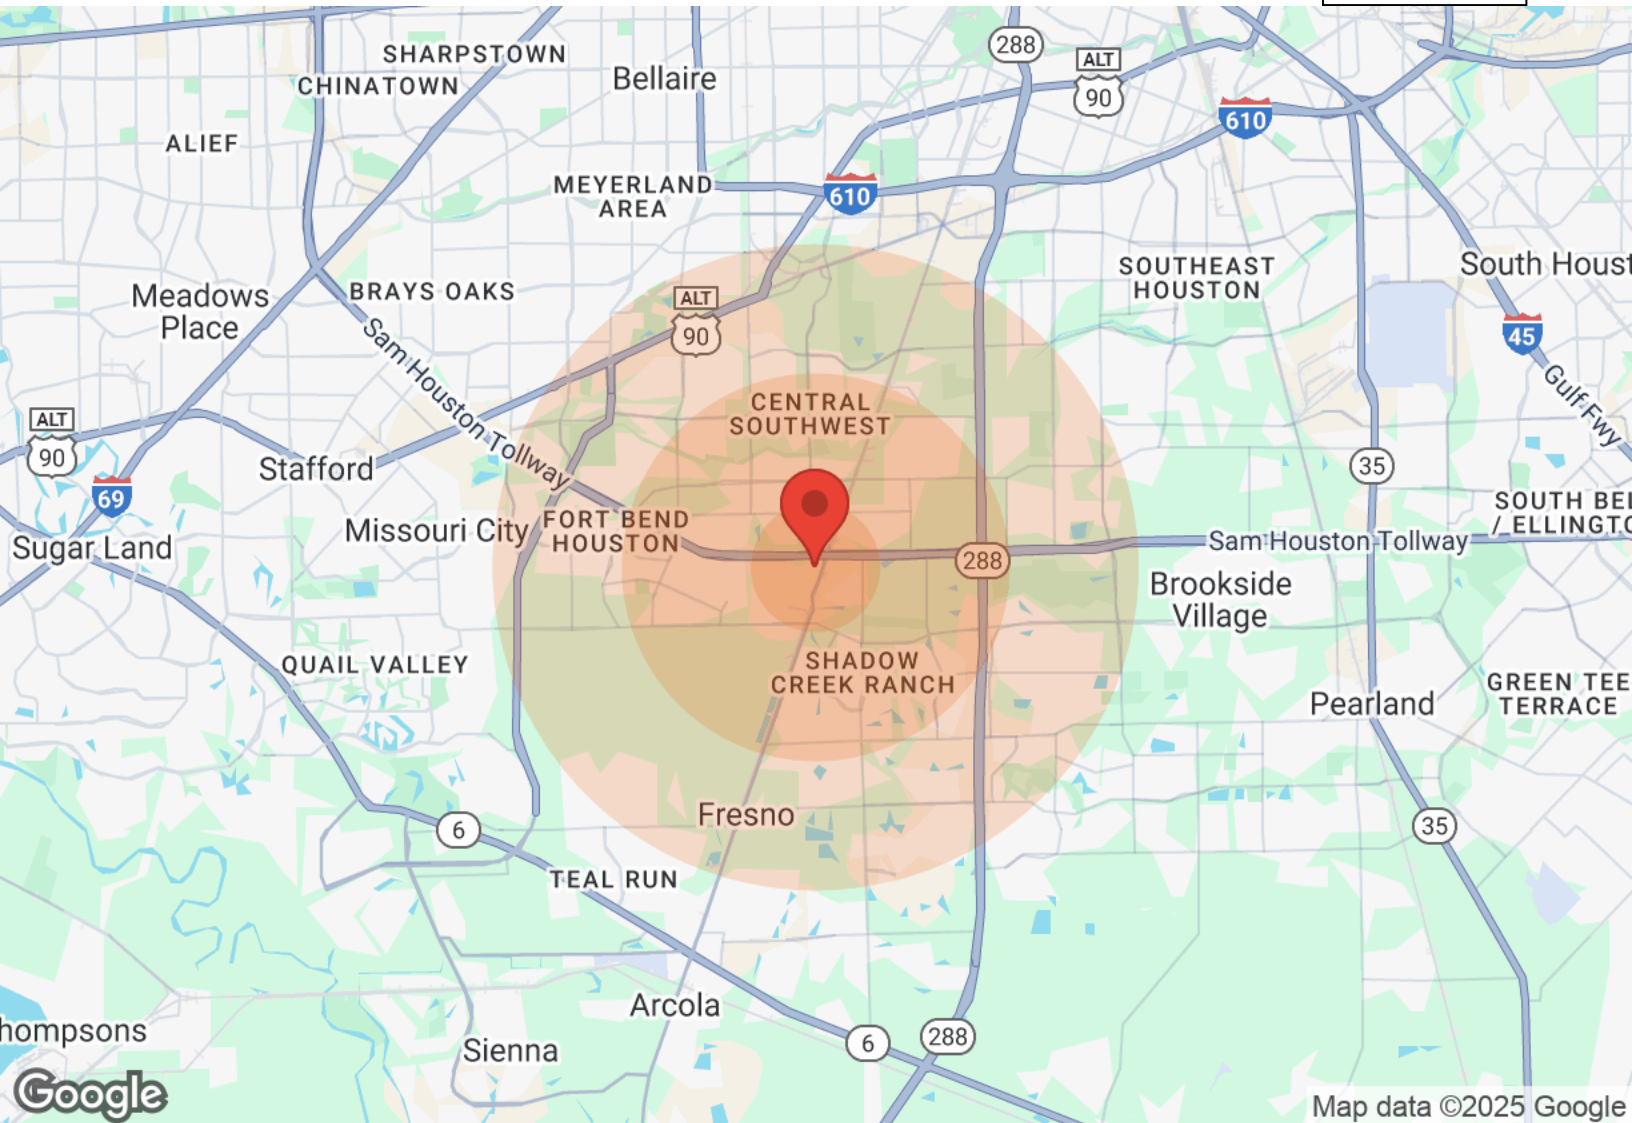 288
ALT
90
SHARPSTOWN
Bellaire
CHINATOWN
610
ALIEF
MEYERLAND
AREA
610
SOUTHEAST
HOUSTON
South Houst
BRAYS OAKS
Meadows
Place
ALT
90
45
Sam Houston Tollway
Gulf Fwy
CENTRAL
SOUTHWEST
ALT
90
Stafford
35
69
SOUTH BEL
/ ELLINGTO
Missouri City
FORT BEND
HOUSTON
Sugar Land
288
Sam Houston Tollway
Brookside
Village
QUAIL VALLEY
SHADOW
CREEK RANCH
GREEN TEE
TERRACE
Pearland
Fresno
6
35
TEAL RUN
Arcola
hompsons
6
288
Sienna
Google
Map data ©2025 Google